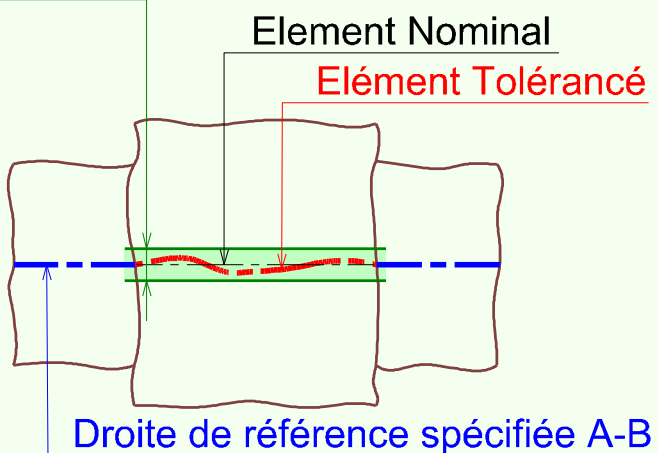 Element Nominal
Elément Tolérancé
Droite de référence spécifiée A-B